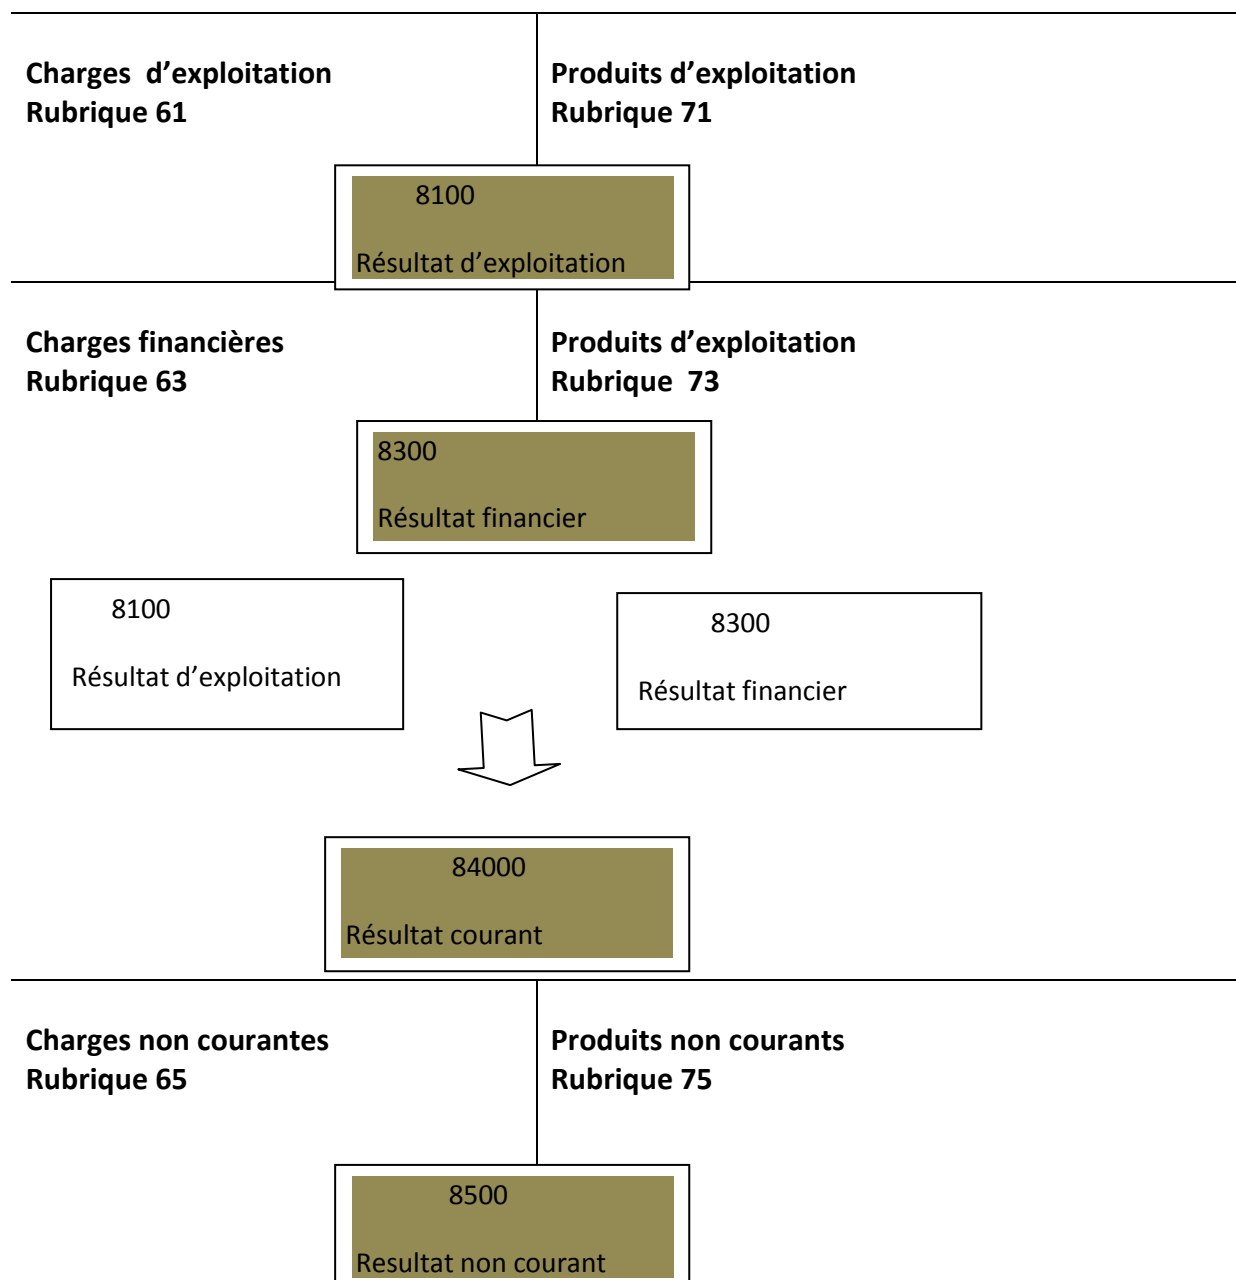 Charges  d’exploitation
Rubrique 61
Produits d’exploitation
Rubrique 71
8100
Résultat d’exploitation
Charges financières
Rubrique 63
Produits d’exploitation
Rubrique  73
8300
Résultat financier
8100
Résultat d’exploitation
8300
Résultat financier
84000
Résultat courant
Charges non courantes
Rubrique 65
Produits non courants
Rubrique 75
8500
Resultat non courant